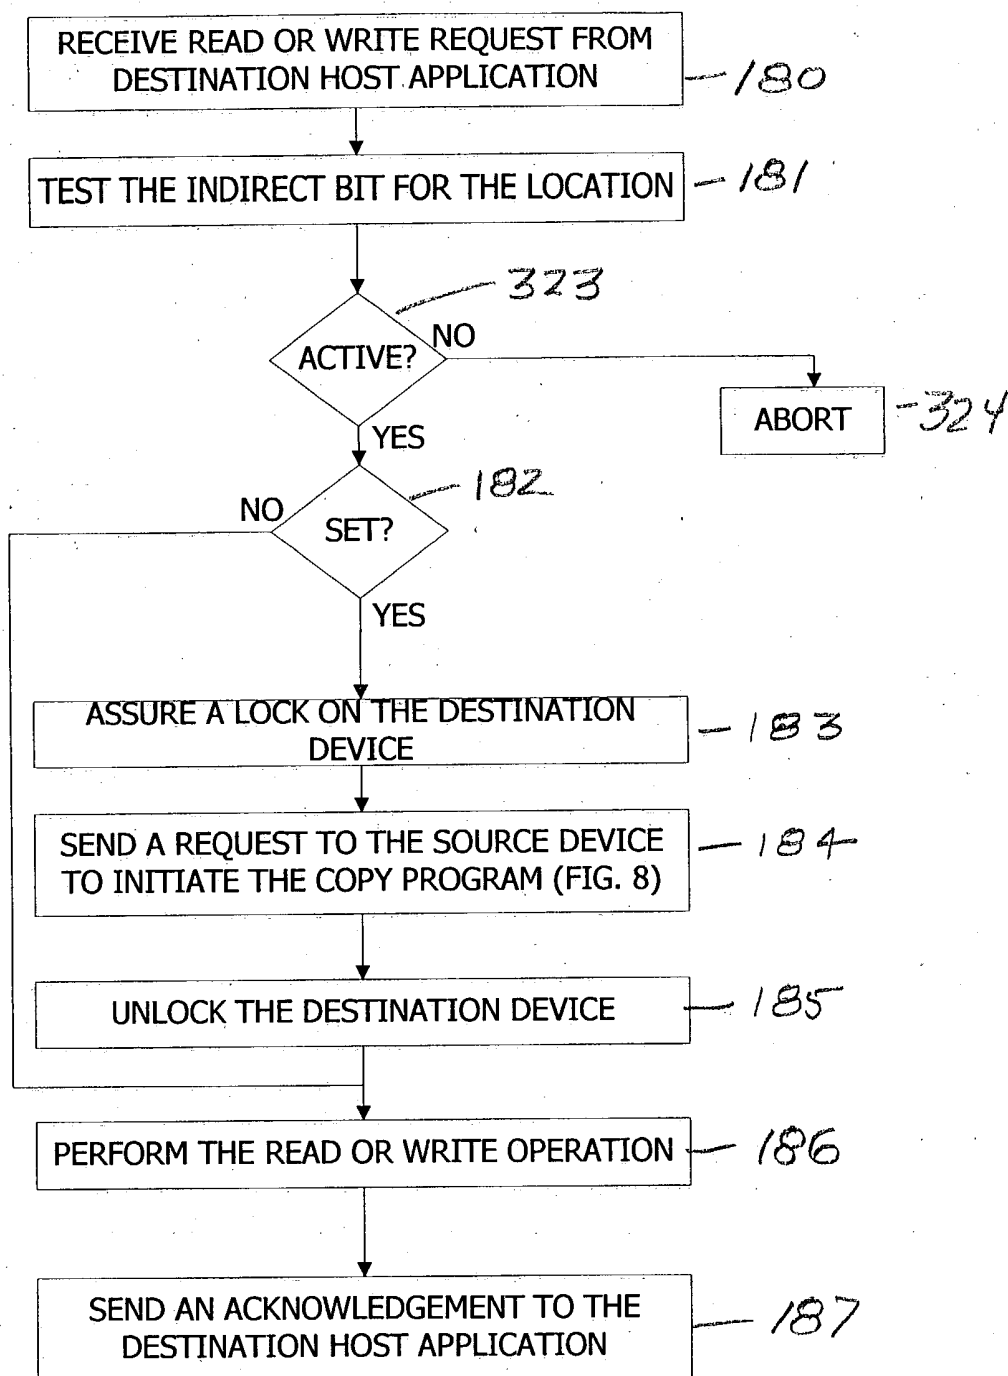 RECEIVE READ OR WRITE REQUEST FROM
DESTINATION HOST APPLICATION
180
TEST THE INDIRECT BIT FOR THE LOCATION
181
323
ACTIVE?
NO
ABORT
324
YES
182
NO
SET?
YES
ASSURE A LOCK ON THE DESTINATION
DEVICE
183
SEND A REQUEST TO THE SOURCE DEVICE
TO INITIATE THE COPY PROGRAM (FIG. 8)
184
UNLOCK THE DESTINATION DEVICE
185
PERFORM THE READ OR WRITE OPERATION
186
SEND AN ACKNOWLEDGEMENT TO THE
DESTINATION HOST APPLICATION
187